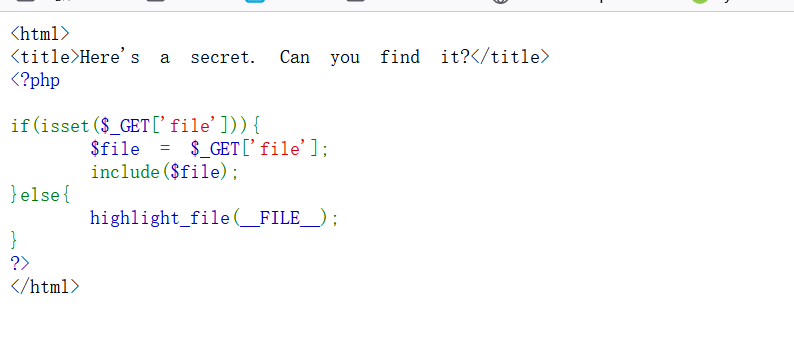 <html>
<title>Here's a secret. Can you find it?</title>
<?php
if(isset($_GET['file'])){
$file = $_GET['file'];
include($file);
}else{
highlight_file(__FILE__);
}
?>
</html>